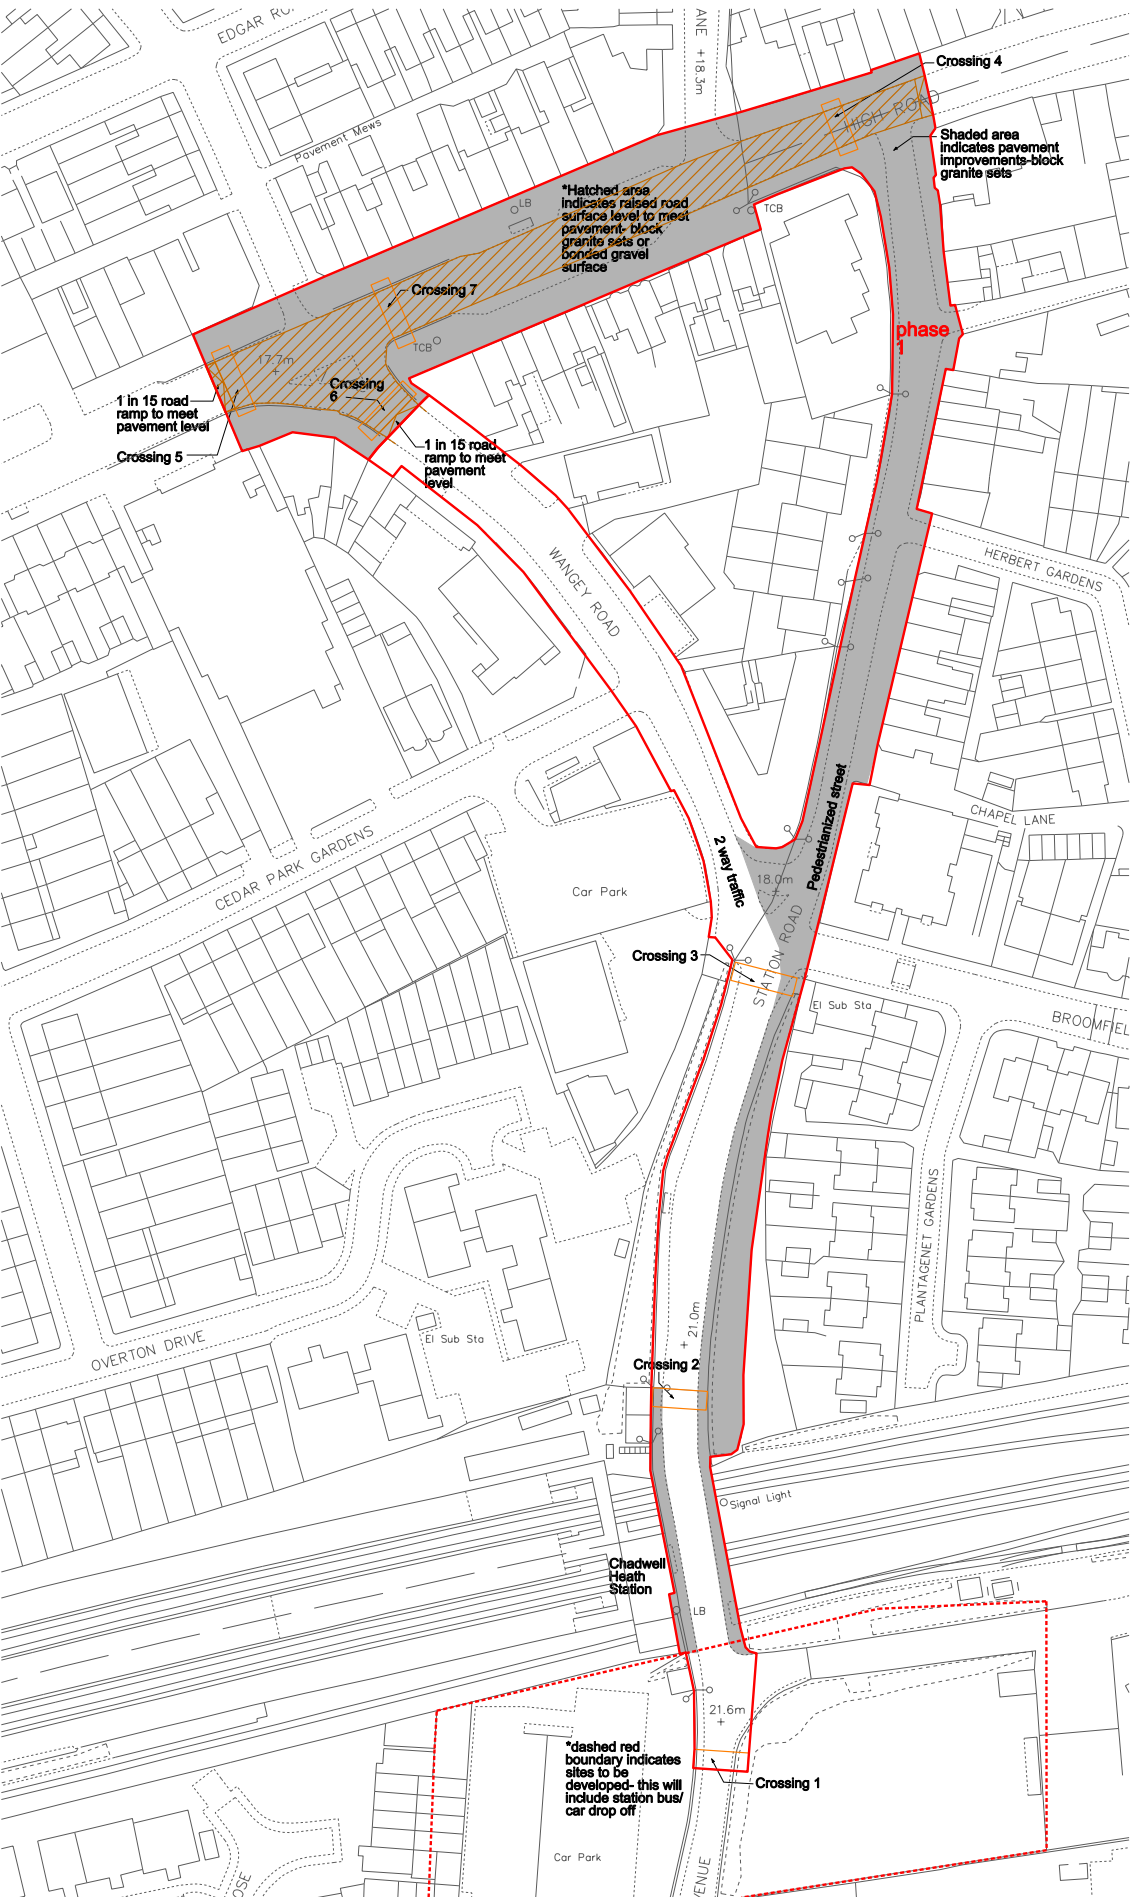 EDGAR RO
ANE +18.3m
Crossing 4
HIGH ROAD
Pavement Mews
Shaded area
indicates pavement
improvements-block
granite sets
*Hatched area
indicates raised road
surface level to meet
pavement- block
granite sets or
bonded gravel
surface
LB
TCB
Crossing 7
phase
1
TCB
17.7m
Crossing
6
1 in 15 road
ramp to meet
pavement level
Crossing 5
1 in 15 road
ramp to meet
pavement
level
WANGEY ROAD
HERBERT GARDENS
Pedestrianized street
CHAPEL LANE
CEDAR PARK GARDENS
2 way traffic
18.0m
Car Park
STATION ROAD
Crossing 3
El Sub Sta
BROOMFIEL
PLANTAGENET GARDENS
OVERTON DRIVE
El Sub Sta
21.0m
Crossing 2
Signal Light
Chadwell
Heath
Station
LB
21.6m
*dashed red
boundary indicates
sites to be
developed- this will
include station bus/
car drop off
Crossing 1
Car Park
VENUE
OSE